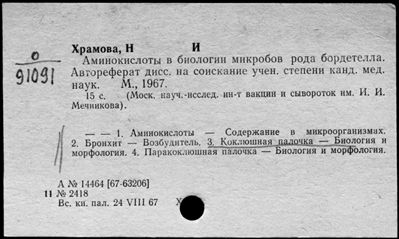 Храмова, Н И
О
91091
Аминокислоты в биологии микробов рода бордетелла.
Автореферат дисс. на соискание учен. степени канд. мед.
наук. М., 1967.
15 с. (Моск. науч.-исслед. ин-т вакцин и сывороток им. И. И.
Мечникова).
— — 1. Аминокислоты — Содержание в микроорганизмах.
2. Бронхит — Возбудитель. 3. Коклюшная палочка — Биология и
морфология. 4. Паракоклюшная палочка — Биология и морфология.
А № 14464 [67-63206]
11 № 2418
Вс. кн. пал. 24 VIII 67 Х